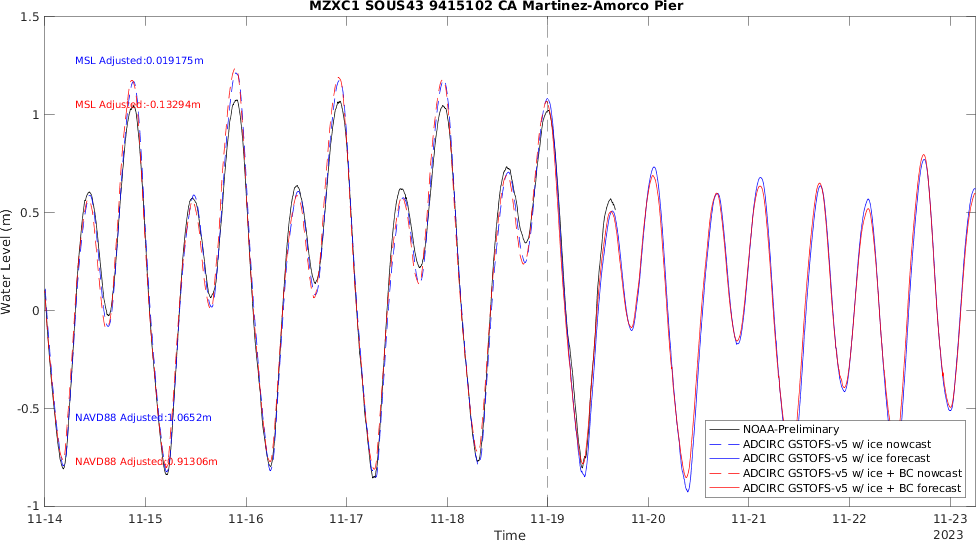 MZXC1 SOUS43 9415102 CA Martinez-Amorco Pier
1.5
1
0.5
0
-0.5
-1
Water Level (m)
MSL Adjusted:0.019175m
MSL Adjusted:-0.13294m
NAVD88 Adjusted:1.0652m
NAVD88 Adjusted:0.91306m
NOAA-Preliminary
ADCIRC GSTOFS-v5 w/ ice nowcast
ADCIRC GSTOFS-v5 w/ ice forecast
ADCIRC GSTOFS-v5 w/ ice + BC nowcast
ADCIRC GSTOFS-v5 w/ ice + BC forecast
11-14 11-15 11-16 11-17 11-18 11-19 11-20 11-21 11-22 11-23
Time
2023